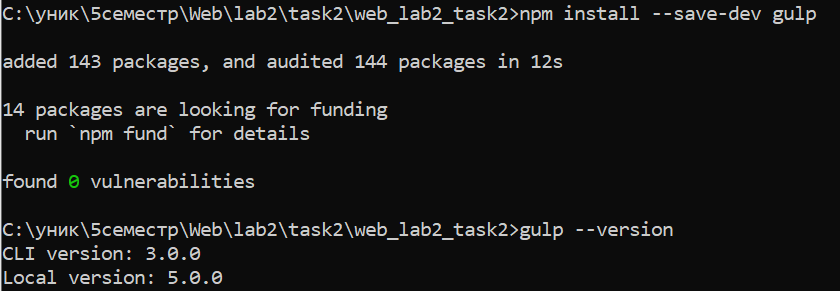 C:\уник\5семестр\Web\lab2\task2\web_lab2_task2>npm install --save-dev gulp
added 143 packages, and audited 144 packages in 12s
14 packages are looking for funding
  run `npm fund` for details
found 0 vulnerabilities
C:\уник\5семестр\Web\lab2\task2\web_lab2_task2>gulp --version
CLI version: 3.0.0
Local version: 5.0.0